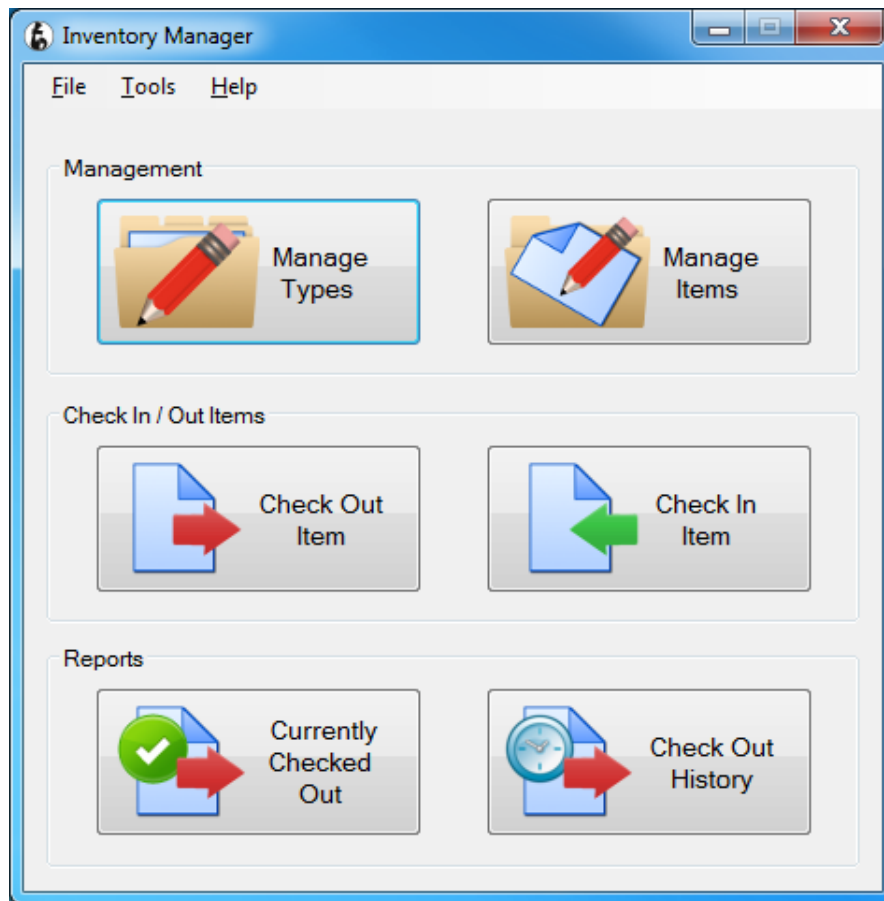 Inventory Manager
File Tools Help
Management
Manage
Types
Manage
Items
Check In / Out Items
Check Out
Item
Check In
Item
Reports
Currently
Checked
Out
Check Out
History